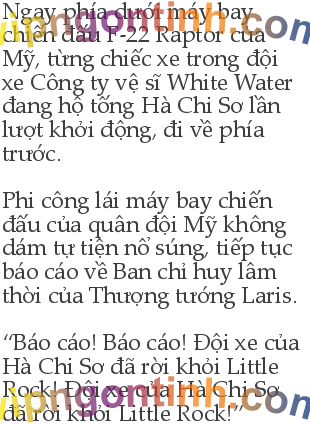 Ngay phía dưới máy bay
chiến đấu F-22 Raptor của
Mỹ, từng chiếc xe trong đội
xe Công ty vệ sĩ White Water
đang hộ tống Hà Chi Sơ lần
lượt khởi động, đi về phía
trước.
Phi công lái máy bay chiến
đấu của quân đội Mỹ không
dám tự tiện nổ súng, tiếp tục
báo cáo về Ban chỉ huy lâm
thời của Thượng tướng Laris.
“Báo cáo! Báo cáo! Đội xe của
Hà Chi Sơ đã rời khỏi Little
Rock! Đội xe của Hà Chi Sơ
đã rời khỏi Little Rock!”
vipngontinh.com
vipngontinh.com